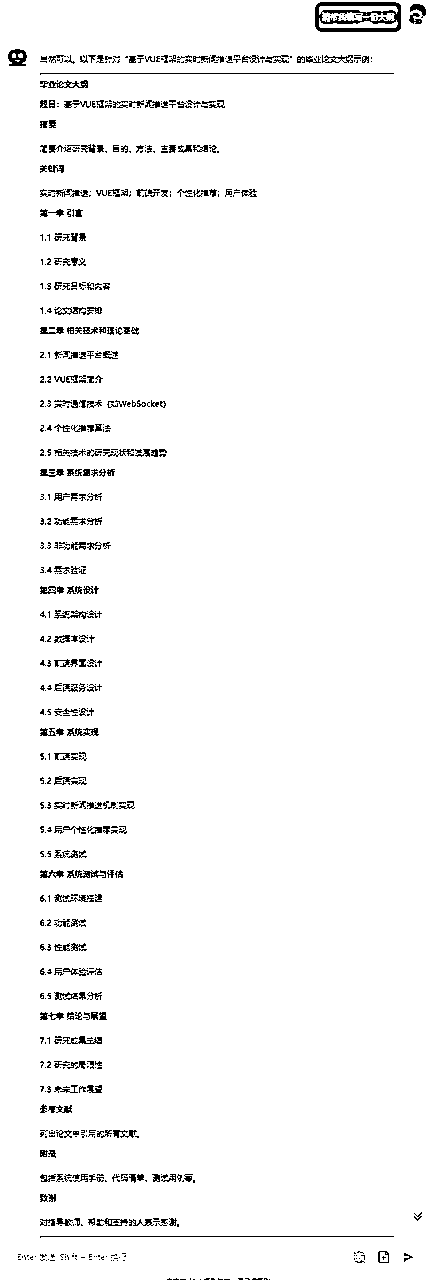 请帮我撰写一份大纲
当然可以，以下是针对“基于VUE框架的实时新闻推送平台设计与实现”的毕业论文大纲示例：
毕业论文大纲
题目：基于VUE框架的实时新闻推送平台设计与实现
摘要
简要介绍研究背景、目的、方法、主要成果和结论。
关键词
实时新闻推送；VUE框架；前端开发；个性化推荐；用户体验
第一章 引言
1.1 研究背景
1.2 研究意义
1.3 研究目标和内容
1.4 论文结构安排
第二章 相关技术和理论基础
2.1 新闻推送平台概述
2.2 VUE框架简介
2.3 实时通信技术（如WebSocket）
2.4 个性化推荐算法
2.5 相关技术的研究现状和发展趋势
第三章 系统需求分析
3.1 用户需求分析
3.2 功能需求分析
3.3 非功能需求分析
3.4 需求验证
第四章 系统设计
4.1 系统架构设计
4.2 数据库设计
4.3 前端界面设计
4.4 后端服务设计
4.5 安全性设计
第五章 系统实现
5.1 前端实现
5.2 后端实现
5.3 实时新闻推送机制实现
5.4 用户个性化推荐实现
5.5 系统测试
第六章 系统测试与评估
6.1 测试环境搭建
6.2 功能测试
6.3 性能测试
6.4 用户体验评估
6.5 测试结果分析
第七章 结论与展望
7.1 研究成果总结
7.2 研究的局限性
7.3 未来工作展望
参考文献
列出论文中引用的所有文献。
附录
包括系统使用手册、代码清单、测试用例等。
致谢
对指导教师、帮助和支持的人表示感谢。
Enter 发送, Shift + Enter 换行